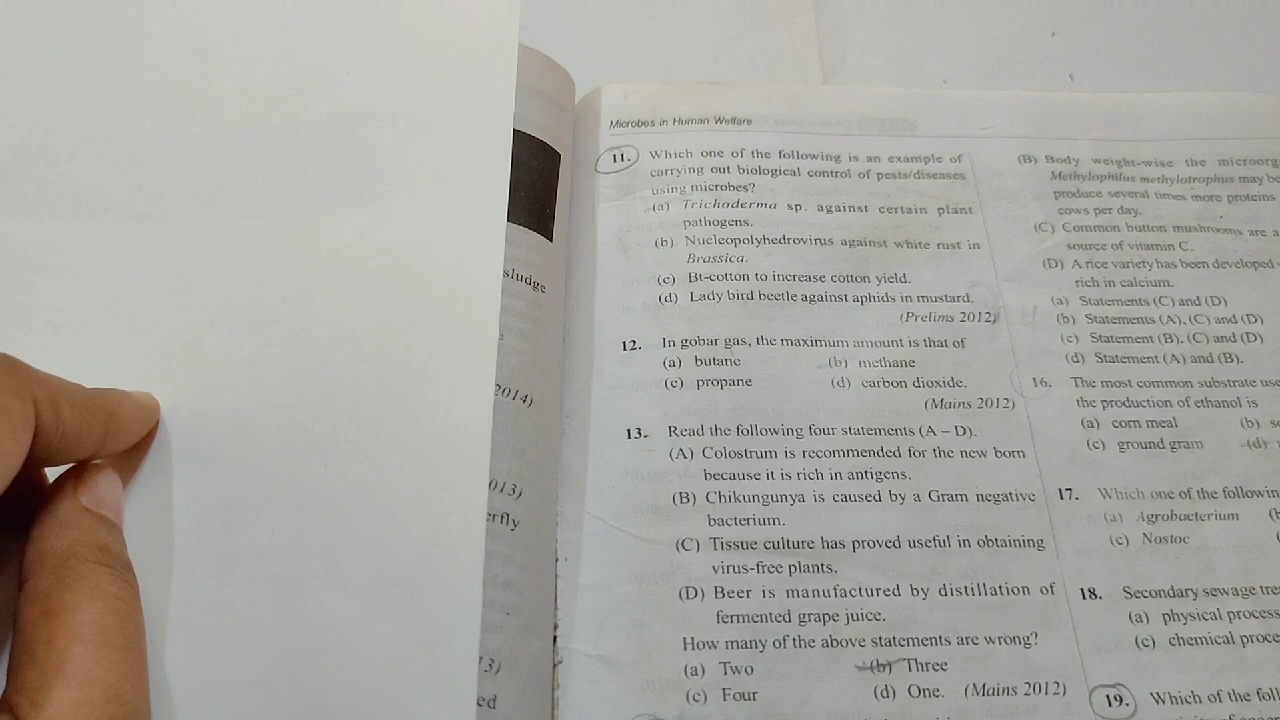 sludge
2014)
013)
erfly
3)
ed
Microbes in Human Welfare
11. Which one of the following is an example of
carrying out biological control of pests/diseases
using microbes?
(a) Trichoderma sp. against certain plant
pathogens.
(b) Nucleopolyhedrovirus against white rust in
Brassica.
(c) Bt-cotton to increase cotton yield.
(d) Lady bird beetle against aphids in mustard.
(Prelims 2012)
12. In gobar gas, the maximum amount is that of
(a) butane (b) methane
(c) propane (d) carbon dioxide.
(Mains 2012)
13. Read the following four statements (A – D).
(A) Colostrum is recommended for the new born
because it is rich in antigens.
(B) Chikungunya is caused by a Gram negative
bacterium.
(C) Tissue culture has proved useful in obtaining
virus-free plants.
(D) Beer is manufactured by distillation of
fermented grape juice.
How many of the above statements are wrong?
(a) Two (b) Three
(c) Four (d) One. (Mains 2012)
(B) Body weight-wise the microorg
Methylophilus methylotrophus may be
produce several times more proteins
cows per day.
(C) Common button mushrooms are a
source of vitamin C.
(D) A rice variety has been developed
rich in calcium.
(a) Statements (C) and (D)
(b) Statements (A), (C) and (D)
(c) Statement (B), (C) and (D)
(d) Statement (A) and (B).
16. The most common substrate use
the production of ethanol is
(a) corn meal (b) s
(c) ground gram (d)
17. Which one of the followin
(a) Agrobacterium (b
(c) Nostoc (
18. Secondary sewage tre
(a) physical process
(c) chemical proce
19. Which of the foll